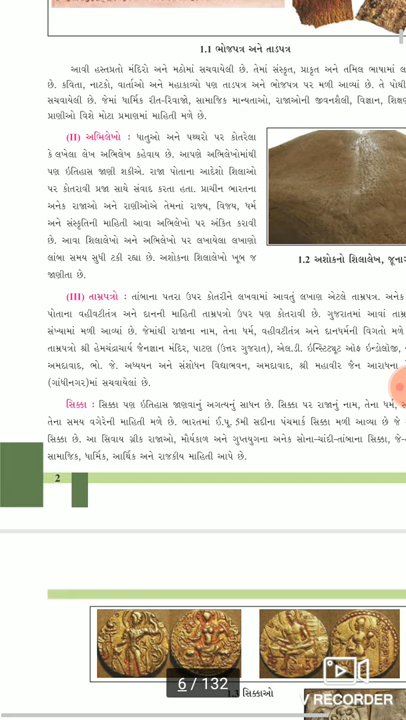 1.1 ભોજપત્ર અને તાડપત્ર
આવી હસ્તપ્રતો મંદિરો અને મઠોમાં સચવાયેલી છે. તેમાં સંસ્કૃત, પ્રાકૃત અને તમિલ ભાષામાં લ
છે. કવિતા, નાટકો, વાર્તાઓ અને મહાકાવ્યો પણ તાડપત્ર અને ભોજપત્ર પર મળી આવ્યાં છે. તે પોથી
સચવાયેલી છે. જેમાં ધાર્મિક રીત-રિવાજો, સામાજિક માન્યતાઓ, રાજાઓની જીવનશૈલી, વિજ્ઞાન, શિક્ષણ
પ્રાણીઓ વિશે મોટા પ્રમાણમાં માહિતી મળે છે.
(II) અભિલેખો : ધાતુઓ અને પથ્થરો પર કોતરેલા
કે લખેલા લેખ અભિલેખ કહેવાય છે. આપણે અભિલેખોમાંથી
પણ ઇતિહાસ જાણી શકીએ. રાજા પોતાના આદેશો શિલાઓ
પર કોતરાવી પ્રજા સાથે સંવાદ કરતા હતા. પ્રાચીન ભારતના
અનેક રાજાઓ અને રાણીઓએ તેમનાં રાજ્ય, વિજય, ધર્મ
અને સંસ્કૃતિની માહિતી આવા અભિલેખો પર અંકિત કરાવી
છે. આવા શિલાલેખો અને અભિલેખો પર લખાયેલા લખાણો
લાંબા સમય સુધી ટકી રહ્યા છે. અશોકના શિલાલેખો ખૂબ જ
જાણીતા છે.
1.2 અશોકનો શિલાલેખ, જૂનાગ
(III) તામ્રપત્રો : તાંબાના પતરા ઉપર કોતરીને લખવામાં આવતું લખાણ એટલે તામ્રપત્ર. અનેક
પોતાના વહીવટીતંત્ર અને દાનની માહિતી તામ્રપત્રો ઉપર પણ કોતરાવી છે. ગુજરાતમાં આવાં તામ્ર
સંખ્યામાં મળી આવ્યાં છે. જેમાંથી રાજાના નામ, તેના ધર્મ, વહીવટીતંત્ર અને દાનધર્મની વિગતો મળે
તામ્રપત્રો શ્રી હેમચંદ્રાચાર્ય જૈનજ્ઞાન મંદિર, પાટણ (ઉત્તર ગુજરાત), એલ.ડી. ઇન્સ્ટિટ્યૂટ ઑફ ઇન્ડોલૉજી,
અમદાવાદ, ભો. જે. અધ્યયન અને સંશોધન વિદ્યાભવન, અમદાવાદ, શ્રી મહાવીર જૈન આરાધના
(ગાંધીનગર)માં સચવાયેલાં છે.
સિક્કા : સિક્કા પણ ઇતિહાસ જાણવાનું અગત્યનું સાધન છે. સિક્કા પર રાજાનું નામ, તેના ધર્મ,
તેના સમય વગેરેની માહિતી મળે છે. ભારતમાં ઈ.પૂ. 5મી સદીના પંચમાર્ક સિક્કા મળી આવ્યા છે જે
સિક્કા છે. આ સિવાય ગ્રીક રાજાઓ, મૌર્યકાળ અને ગુપ્તયુગના અનેક સોના-ચાંદી-તાંબાના સિક્કા, જે-
સામાજિક, ધાર્મિક, આર્થિક અને રાજકીય માહિતી આપે છે.
2
6 / 132
1.3 સિક્કાઓ
V RECORDER